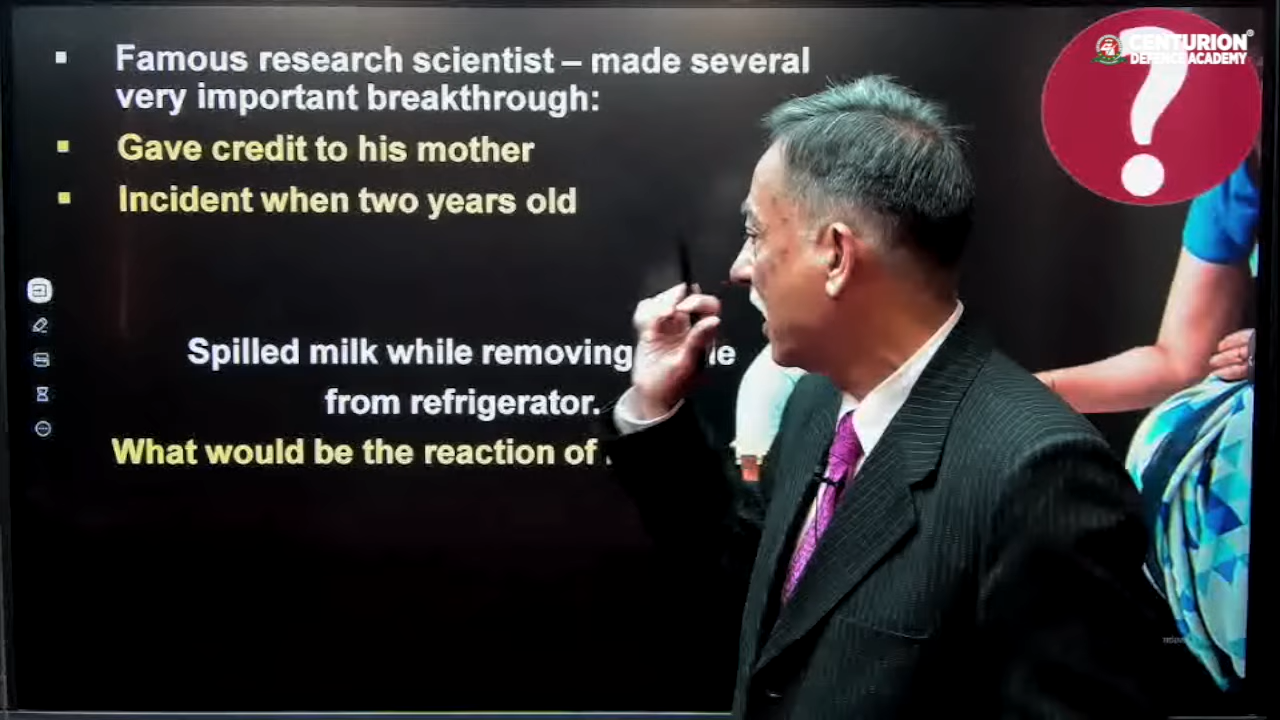 CENTURION®
DEFENCE ACADEMY
Famous research scientist – made several
very important breakthrough:
Gave credit to his mother
Incident when two years old
Spilled milk while removing
from refrigerator.
What would be the reaction of
?